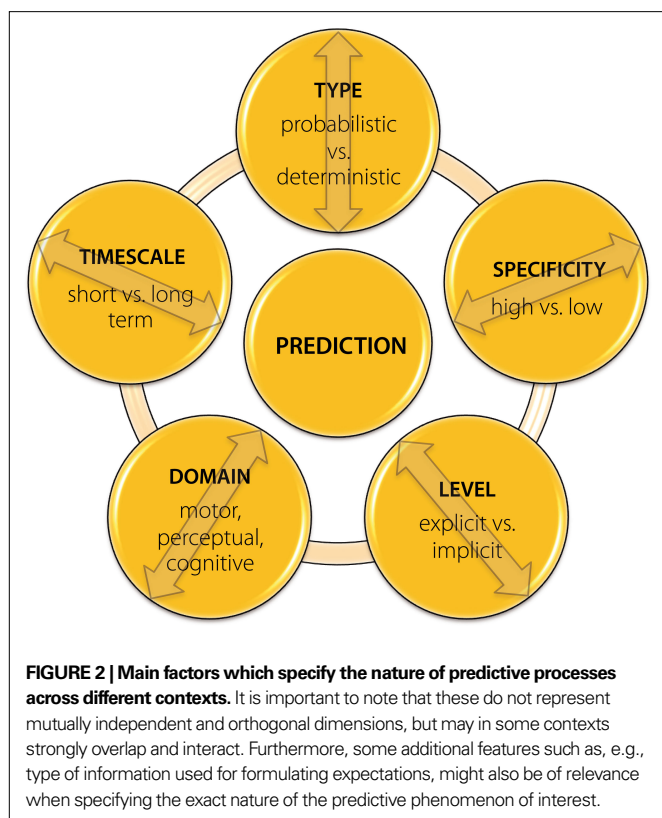 TYPE
probabilistic
vs.
deterministic
TIMESCALE
short vs. long
term
SPECIFICITY
high vs. low
PREDICTION
DOMAIN
motor,
perceptual,
cognitive
LEVEL
explicit vs.
implicit
FIGURE 2 | Main factors which specify the nature of predictive processes
across different contexts. It is important to note that these do not represent
mutually independent and orthogonal dimensions, but may in some contexts
strongly overlap and interact. Furthermore, some additional features such as, e.g.,
type of information used for formulating expectations, might also be of relevance
when specifying the exact nature of the predictive phenomenon of interest.